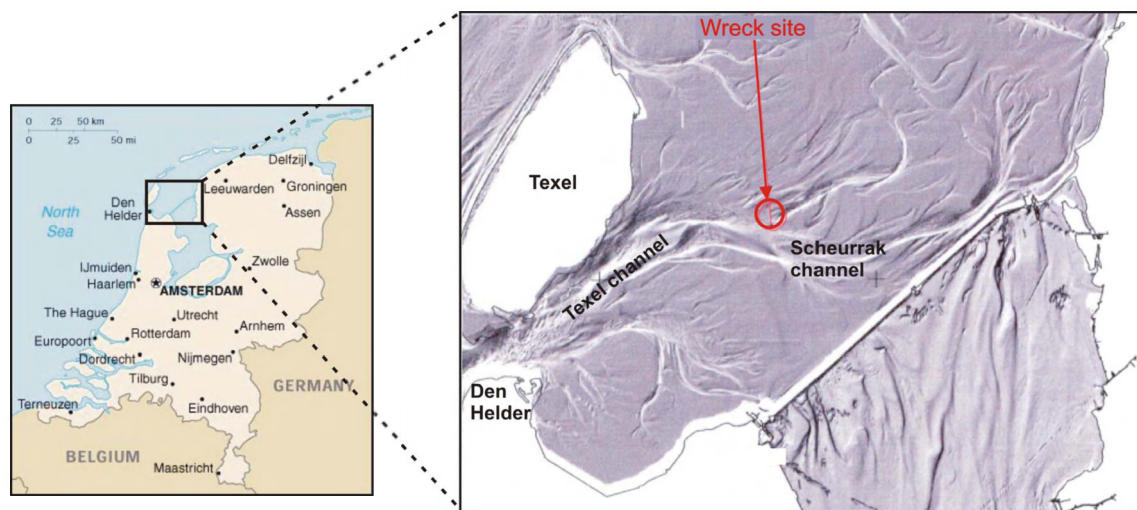 0 25 50 km
0 25 50 mi
North
Sea
Delfzijl
Leeuwarden
Groningen
Den
Helder
Assen
IJmuiden
Haarlem
Zwolle
AMSTERDAM
The Hague
Utrecht
Arnhem
Europoort
Rotterdam
Dordrecht
Nijmegen
Tilburg
GERMANY
Terneuzen
Eindhoven
BELGIUM
Maastricht
Wreck site
Texel
Texel channel
Scheurrak
channel
Den
Helder